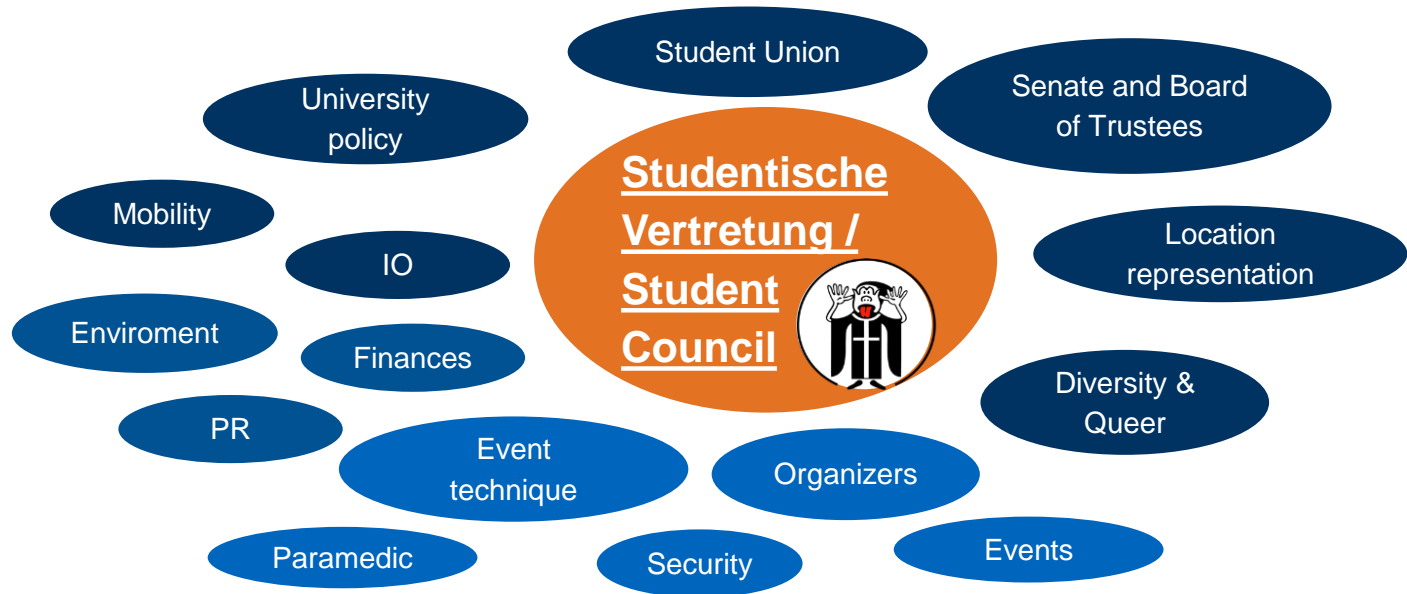 Student Union
Senate and Board
of Trustees
University
policy
Studentische
Vertretung /
Student
Council
Mobility
IO
Location
representation
Enviroment
Finances
Diversity &
Queer
PR
Event
technique
Organizers
Paramedic
Security
Events